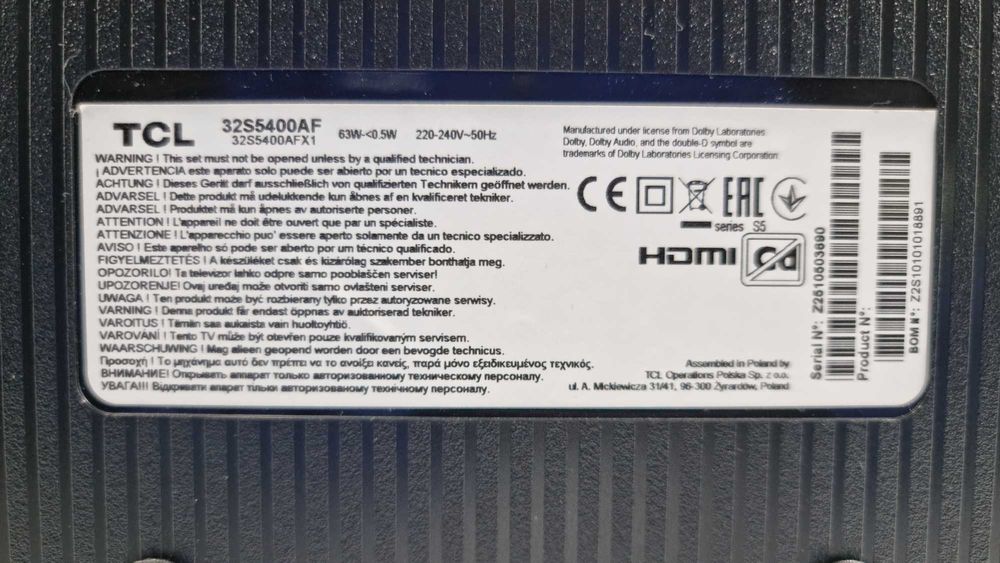 TCL
32S5400AF
32S5400AFX1
63W-<0.5W
220-240V~50Hz
WARNING ! This set must not be opened unless by a qualified technician.
¡ ADVERTENCIA este aparato solo puede ser abierto por un tecnico especializado.
ACHTUNG ! Dieses Gerät darf ausschließlich von qualifizierten Technikern geöffnet werden.
ADVARSEL ! Dette produkt må udelukkende kun åbnes af en kvalificeret tekniker.
ADVARSEL ! Produktet må kun åpnes av autoriserte personer.
ATTENTION ! L'appareil ne doit être ouvert que par un spécialiste.
ATTENZIONE ! L'apparecchio puo' essere aperto solamente da un tecnico specializzato.
AVISO ! Este aparelho só pode ser aberto por um técnico qualificado.
FIGYELMEZTETÉS ! A készüléket csak és kizárólag szakember bonthatja meg.
OPOZORILO! Ta televizor lahko odpre samo pooblaščen serviser!
UPOZORENJE! Ovaj uređaj može otvoriti samo ovlašteni serviser.
UWAGA ! Ten produkt może być rozbierany tylko przez autoryzowane serwisy.
VARNING ! Denna produkt får endast öppnas av auktoriserad tekniker.
VAROITUS ! Tämän saa aukaista vain huoltoyhtiö.
VAROVÁNÍ ! Tento TV může být otevřen pouze kvalifikovaným servisem.
WAARSCHUWING ! Mag alleen geopend worden door een bevoegde technicus.
Προσοχή ! Το μηχάνημα αυτό δεν πρέπει να το ανοίξει κανείς, παρά μόνο εξειδικευμένος τεχνικός.
ВНИМАНИЕ! Открывать аппарат только авторизованному техническому персоналу.
УВАГА!!! Відкривати апарат тільки авторизованому технічному персоналу.
Manufactured under license from Dolby Laboratories.
Dolby, Dolby Audio, and the double-D symbol are
trademarks of Dolby Laboratories Licensing Corporation.
CE
EAC
series S5
HDMI
Assembled in Poland by
TCL Operations Polska Sp. z o.o.
ul. A. Mickiewicza 31/41, 96-300 Żyrardów, Poland
Serial N°:
Product N°:
BOM N°: Z2S10101018891